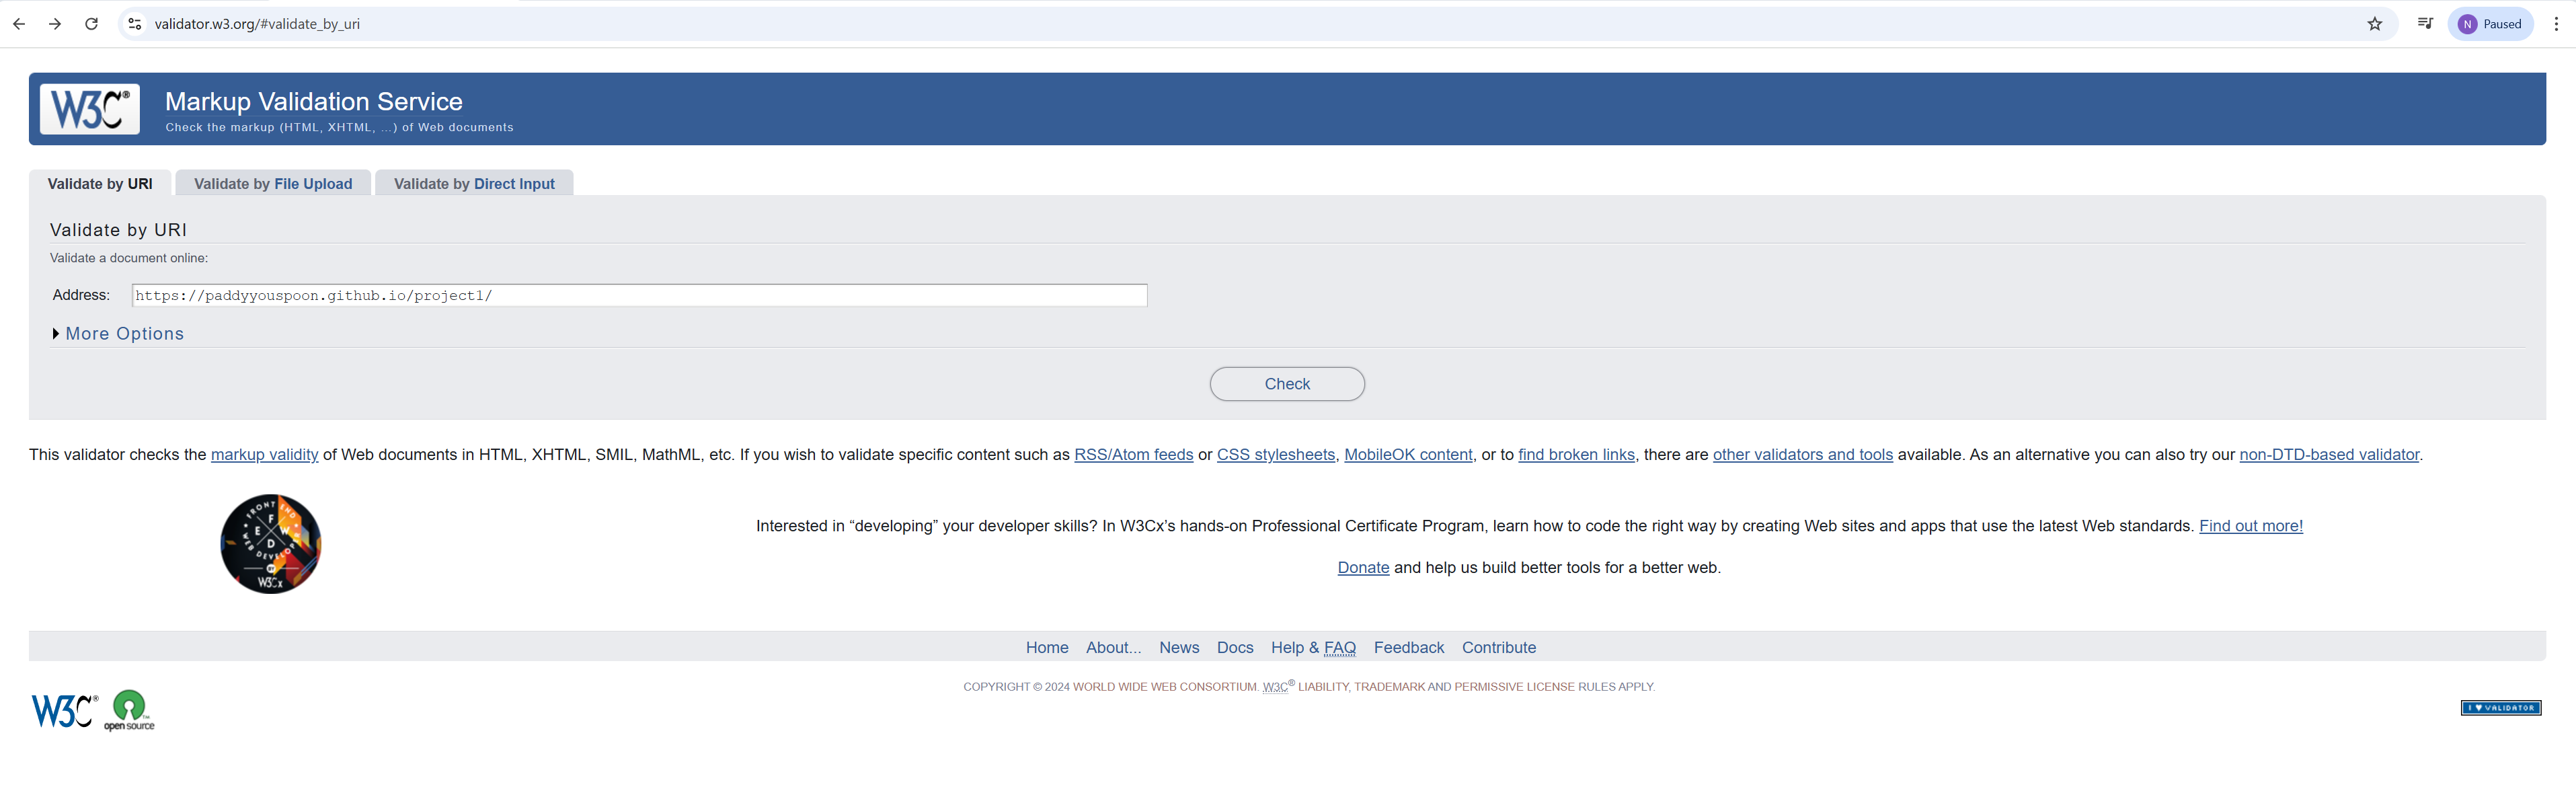 validator.w3.org/#validate_by_uri
N Paused
W3C® Markup Validation Service
Check the markup (HTML, XHTML, …) of Web documents
Validate by URI Validate by File Upload Validate by Direct Input
Validate by URI
Validate a document online:
Address: https://paddyyouspoon.github.io/project1/
More Options
Check
This validator checks the markup validity of Web documents in HTML, XHTML, SMIL, MathML, etc. If you wish to validate specific content such as RSS/Atom feeds or CSS stylesheets, MobileOK content, or to find broken links, there are other validators and tools available. As an alternative you can also try our non-DTD-based validator.
FRONT END
F E W D
WEB DEVELOPER
BY
W3Cx
Interested in “developing” your developer skills? In W3Cx’s hands-on Professional Certificate Program, learn how to code the right way by creating Web sites and apps that use the latest Web standards. Find out more!
Donate and help us build better tools for a better web.
Home About... News Docs Help & FAQ Feedback Contribute
COPYRIGHT © 2024 WORLD WIDE WEB CONSORTIUM. W3C® LIABILITY, TRADEMARK AND PERMISSIVE LICENSE RULES APPLY.
W3C® open source™
I ♥ VALIDATOR